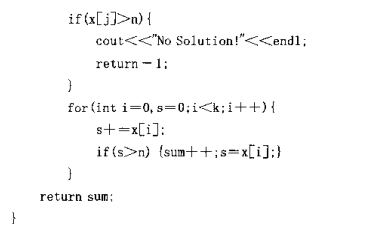 if(x[j]>n){
cout<<"No Solution!"<<endl;
return -1;
}
for(int i=0,s=0;i<k;i++){
s+=x[i];
if(s>n) {sum++;s=x[i];}
}
return sum;
}